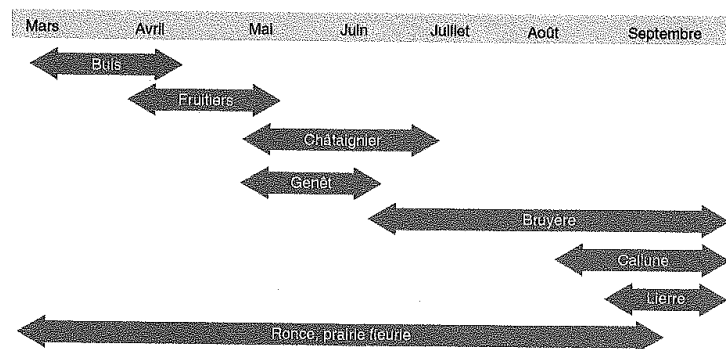 Mars Avril Mai Juin Juillet Août Septembre
Buis
Fruitiers
Châtaignier
Genêt
Bruyère
Callune
Lierre
Ronce, prairie fleurie